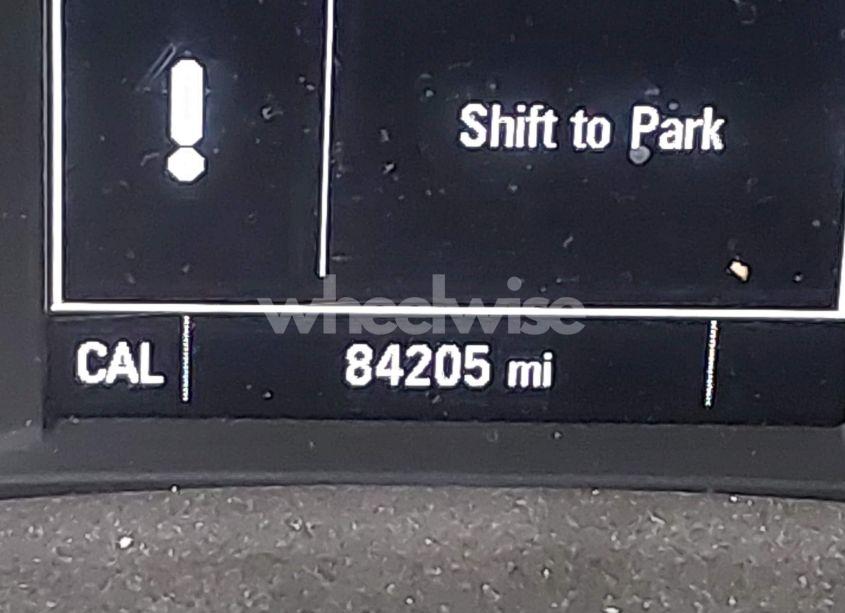 !
Shift to Park
wheelwise
CAL
84205 mi